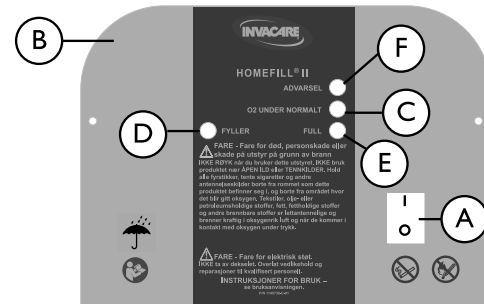 B
INVACARE
F
HOMEFILL® II
ADVARSEL
O2 UNDER NORMALT
C
D
FYLLER
FULL
E
FARE - Fare for død, personskade eller
skade på utstyr på grunn av brann
IKKE RØYK når du bruker dette utstyret. IKKE bruk
produktet nær ÅPEN ILD eller TENNKILDER. Hold
alle fyrstikker, tente sigaretter og andre
antennelseskilder borte fra rommet som dette
produktet befinner seg i, og borte fra området hvor
det blir gitt oksygen. Tekstiler, olje- eller
petroleumsholdige stoffer, fett, fettholdige stoffer
og andre brennbare stoffer er lettantennelige og
brenner kraftig i oksygenrik luft og når de kommer i
kontakt med oksygen under trykk.
A
I
O
FARE - Fare for elektrisk støt.
IKKE ta av dekselet. Overlat vedlikehold og
reparasjoner til kvalifisert personell.
INSTRUKSJONER FOR BRUK –
se bruksanvisningen.